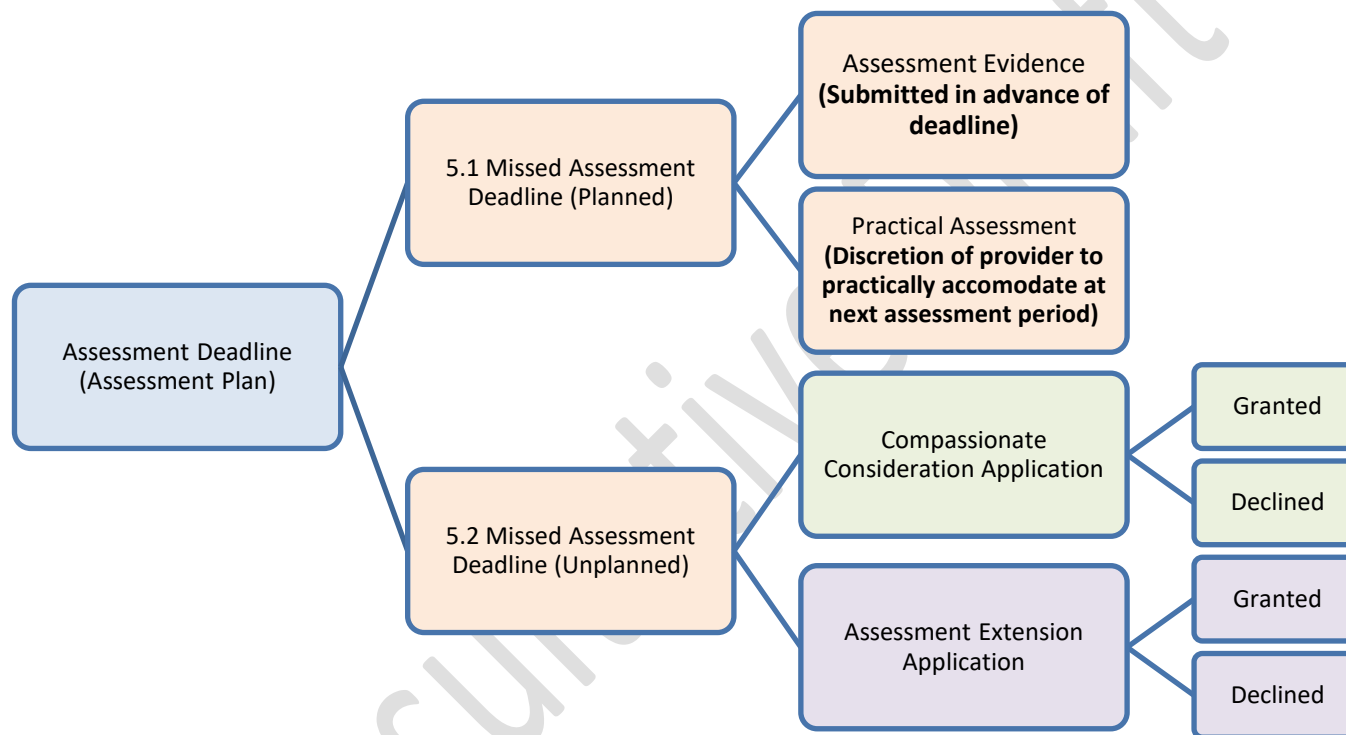 Assessment Deadline
(Assessment Plan)
5.1 Missed Assessment
Deadline (Planned)
Assessment Evidence
(Submitted in advance of
deadline)
Practical Assessment
(Discretion of provider to
practically accomodate at
next assessment period)
5.2 Missed Assessment
Deadline (Unplanned)
Compassionate
Consideration Application
Granted
Declined
Assessment Extension
Application
Granted
Declined